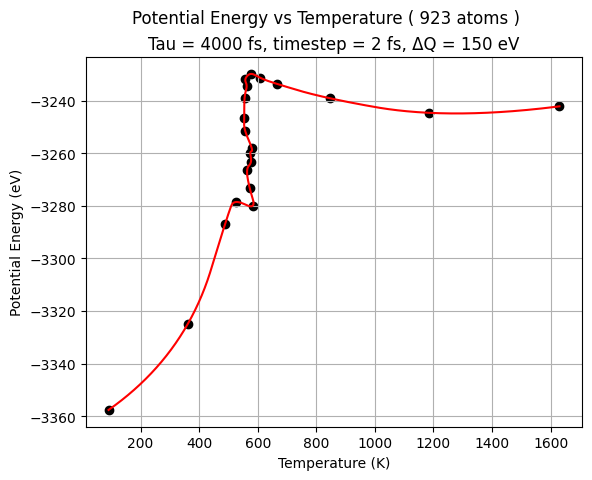 Potential Energy vs Temperature ( 923 atoms )
Tau = 4000 fs, timestep = 2 fs, ΔQ = 150 eV
Potential Energy (eV)
−3240
−3260
−3280
−3300
−3320
−3340
−3360
200 400 600 800 1000 1200 1400 1600
Temperature (K)